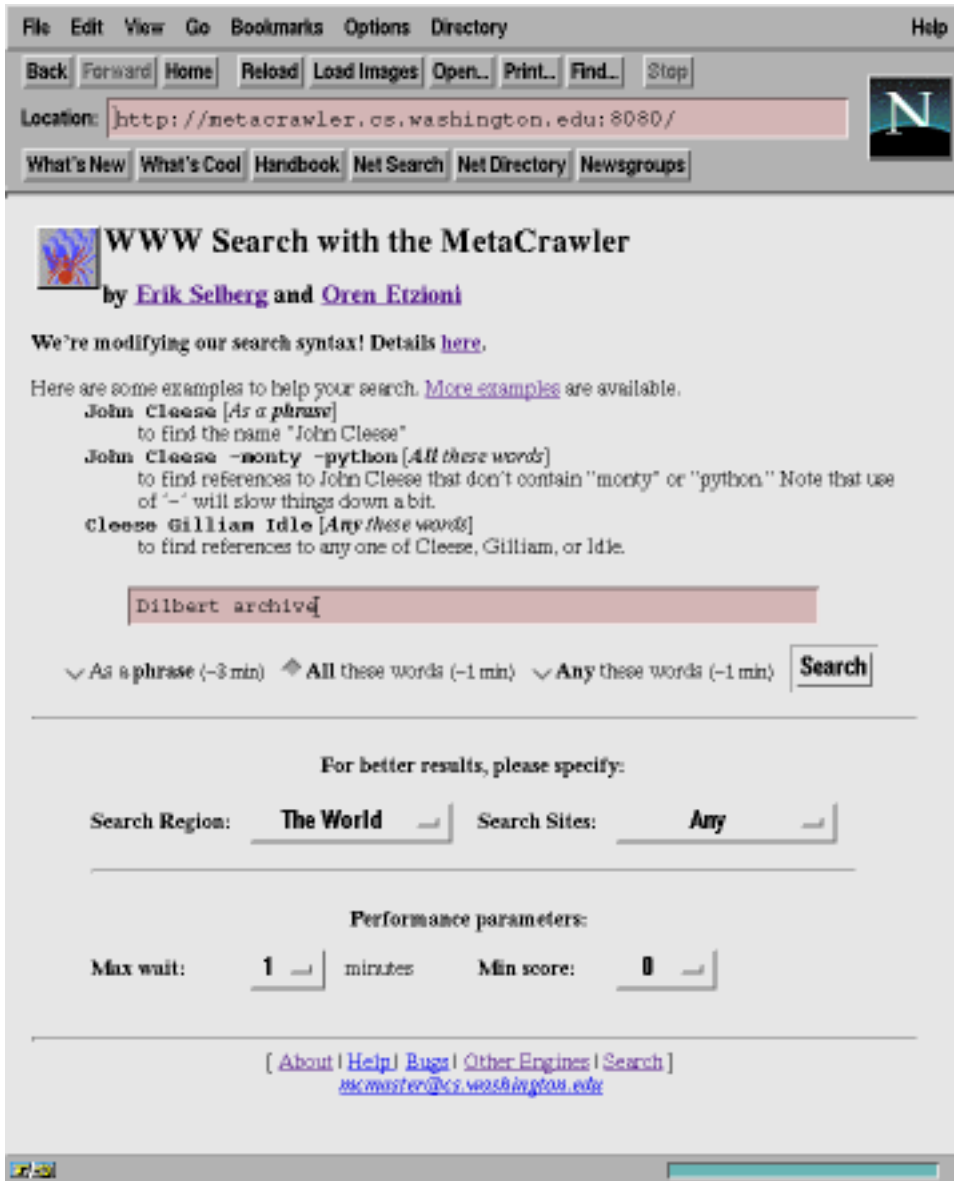 File Edit View Go Bookmarks Options Directory Help
Back Forward Home Reload Load Images Open... Print... Find... Stop
Location: http://metacrawler.cs.washington.edu:8080/
N
What's New What's Cool Handbook Net Search Net Directory Newsgroups
WWW Search with the MetaCrawler
by Erik Selberg and Oren Etzioni
We're modifying our search syntax! Details here.
Here are some examples to help your search. More examples are available.
John Cleese [As a phrase]
to find the name "John Cleese"
John Cleese -monty -python [All these words]
to find references to John Cleese that don't contain "monty" or "python." Note that use
of '-' will slow things down a bit.
Cleese Gilliam Idle [Any these words]
to find references to any one of Cleese, Gilliam, or Idle.
Dilbert archive
As a phrase (~3 min) All these words (~1 min) Any these words (~1 min) Search
For better results, please specify:
Search Region: The World Search Sites: Any
Performance parameters:
Max wait: 1 minutes Min score: 0
[ About | Help | Bugs | Other Engines | Search ]
mcmaster@cs.washington.edu